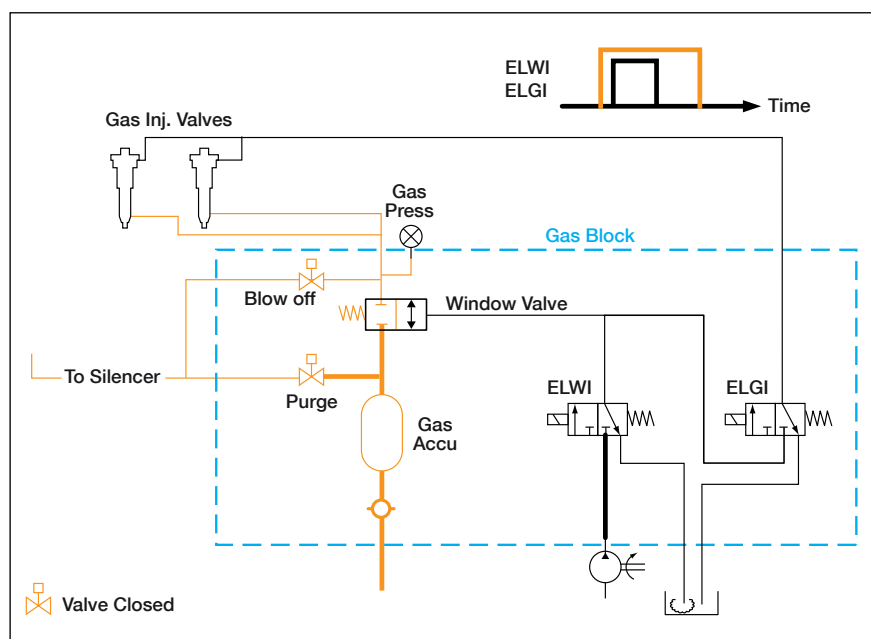 ELWI
ELGI
Time
Gas Inj. Valves
Gas
Press
Gas Block
Blow off
Window Valve
To Silencer
ELWI
ELGI
Purge
Gas
Accu
Valve Closed